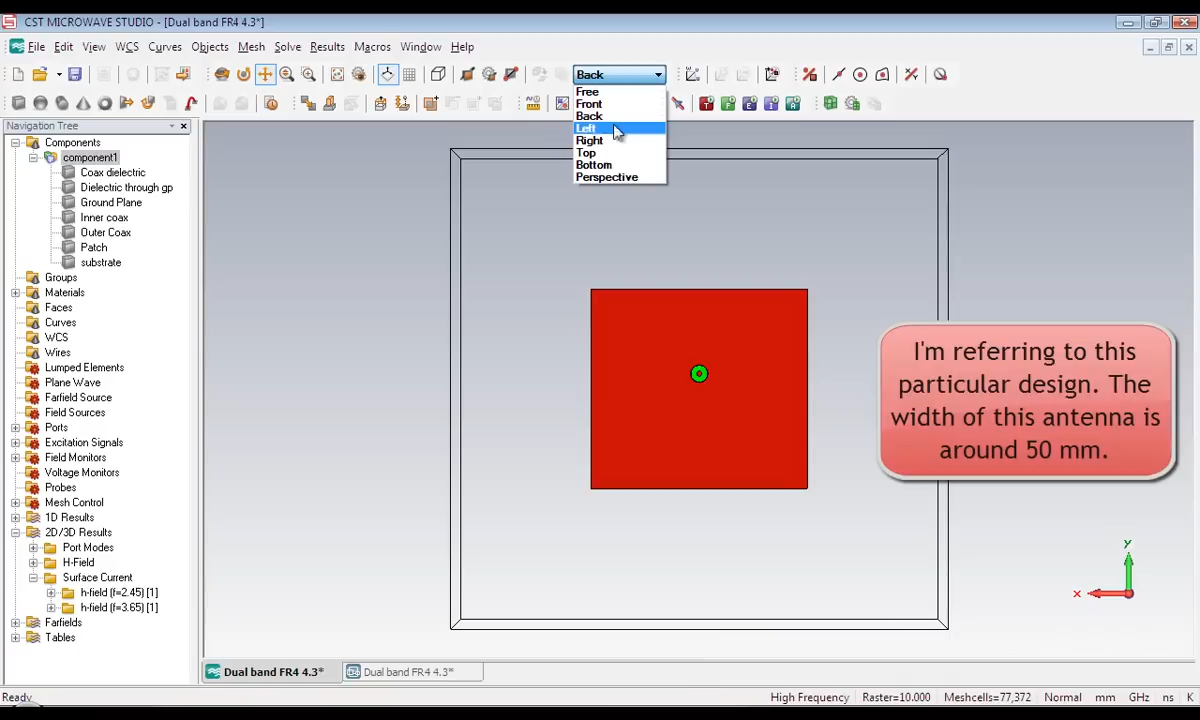 CST MICROWAVE STUDIO - [Dual band FR4 4.3*]
File Edit View WCS Curves Objects Mesh Solve Results Macros Window Help
Back
Free
Front
Back
Left
Right
Top
Bottom
Perspective
T F E I A
Navigation Tree
Components
component1
Coax dielectric
Dielectric through gp
Ground Plane
Inner coax
Outer Coax
Patch
substrate
Groups
Materials
Faces
Curves
WCS
Wires
Lumped Elements
Plane Wave
Farfield Source
Field Sources
Ports
Excitation Signals
Field Monitors
Voltage Monitors
Probes
Mesh Control
1D Results
2D/3D Results
Port Modes
H-Field
Surface Current
h-field (f=2.45) [1]
h-field (f=3.65) [1]
Farfields
Tables
I'm referring to this
particular design. The
width of this antenna is
around 50 mm.
y
x
Dual band FR4 4.3* Dual band FR4 4.3*
Ready High Frequency Raster=10.000 Meshcells=77,372 Normal mm GHz ns K